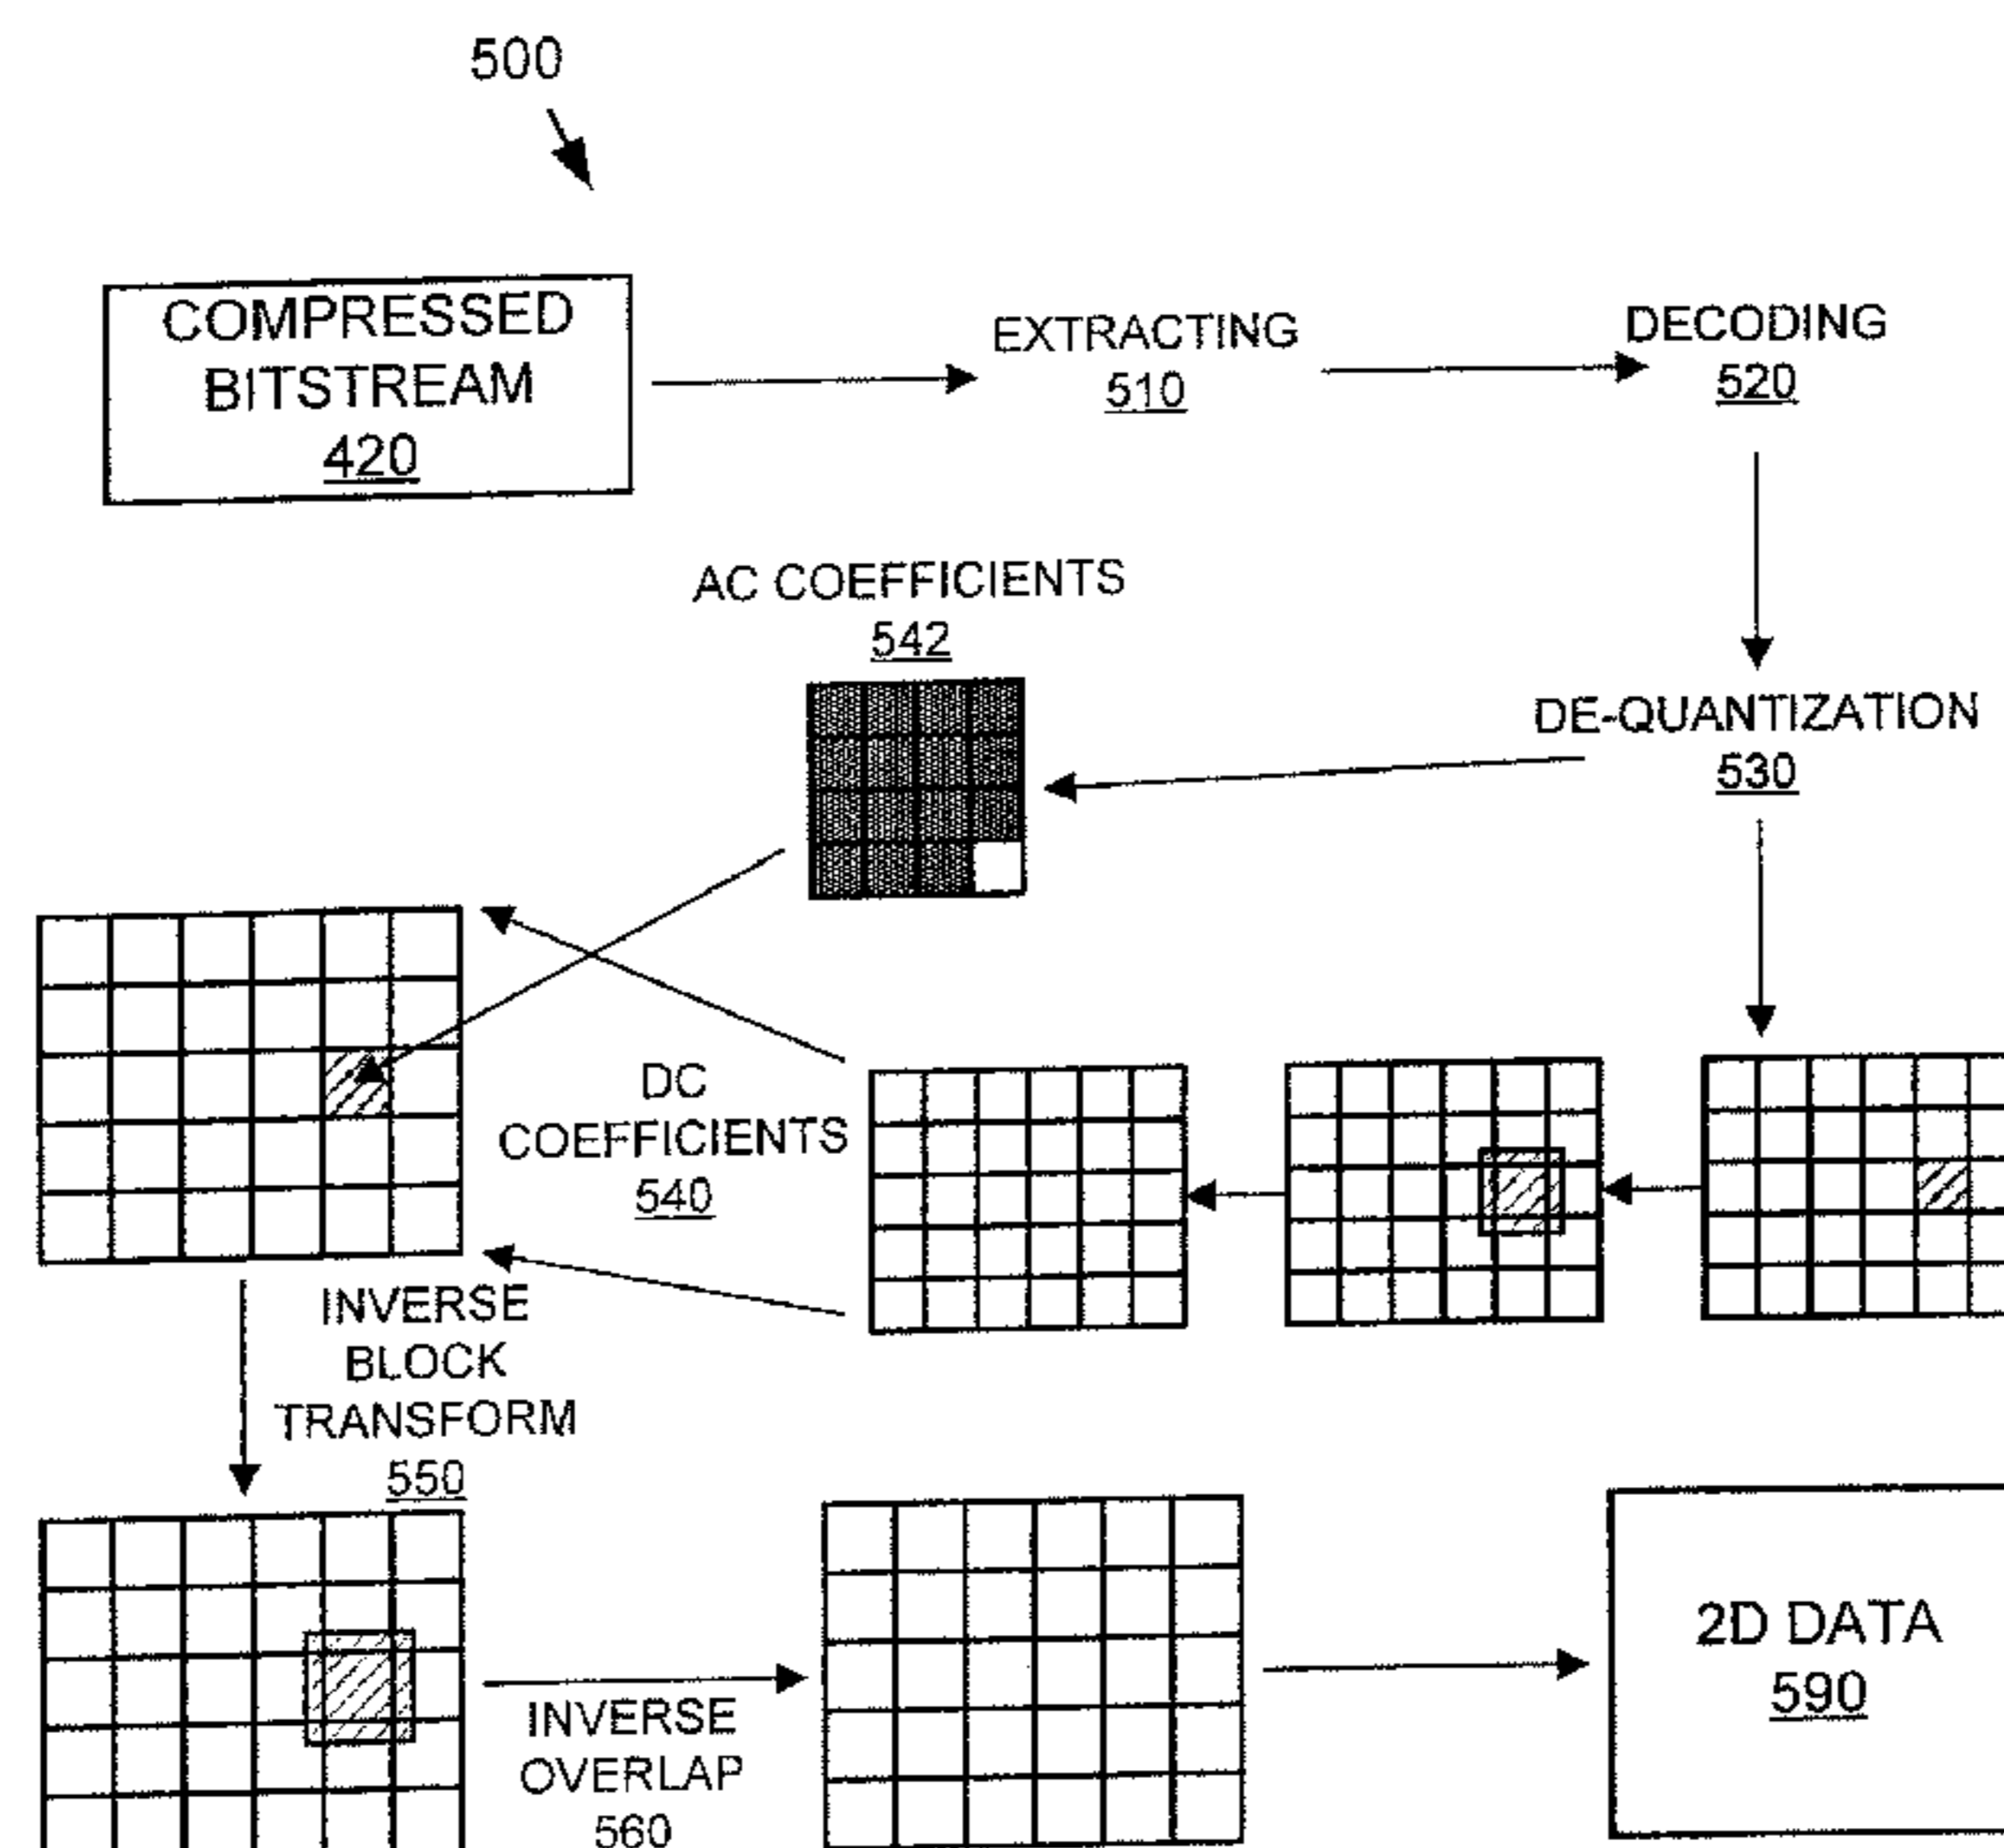 500
COMPRESSED
BITSTREAM
420
EXTRACTING
510
DECODING
520
AC COEFFICIENTS
542
DE-QUANTIZATION
530
DC
COEFFICIENTS
540
INVERSE
BLOCK
TRANSFORM
550
INVERSE
OVERLAP
560
2D DATA
590